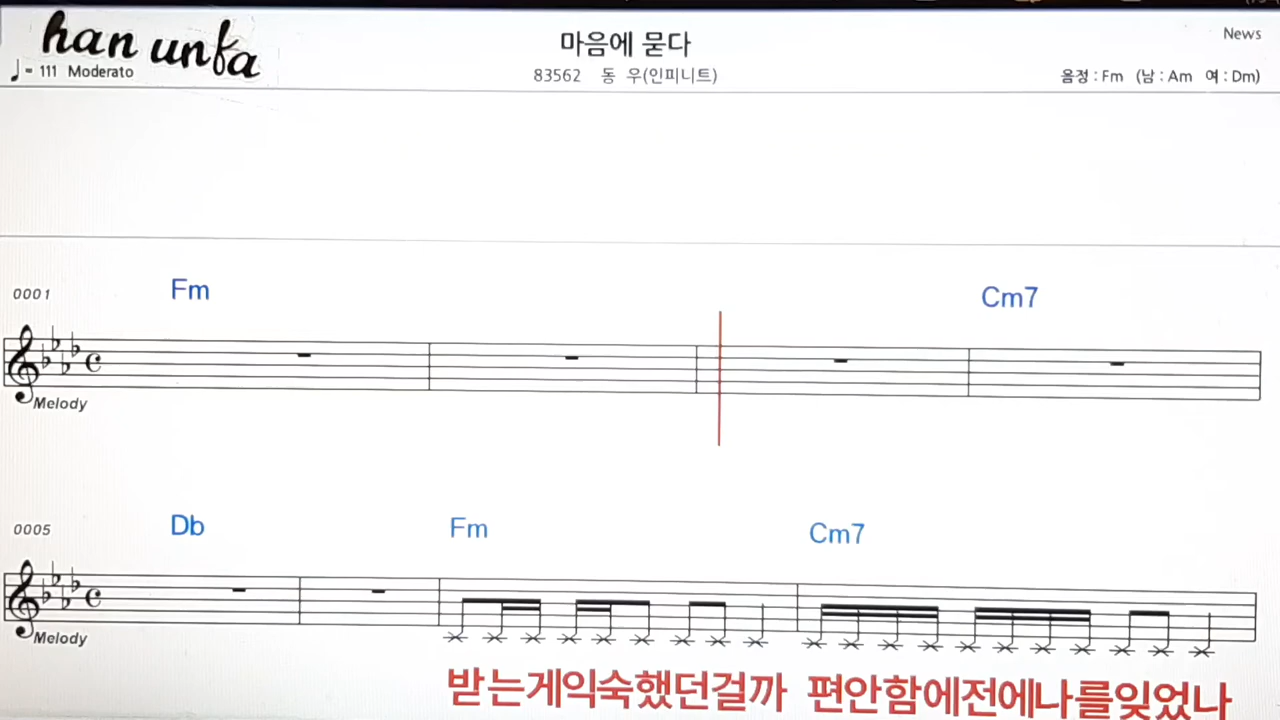 han unfa
♩= 111 Moderato
마음에 묻다
83562 동 우(인피니트)
News
음정 : Fm (남 : Am 여 : Dm)
0001
Fm
Cm7
Melody
0005
Db
Fm
Cm7
Melody
받는게익숙했던걸까 편안함에전에나를잊었나